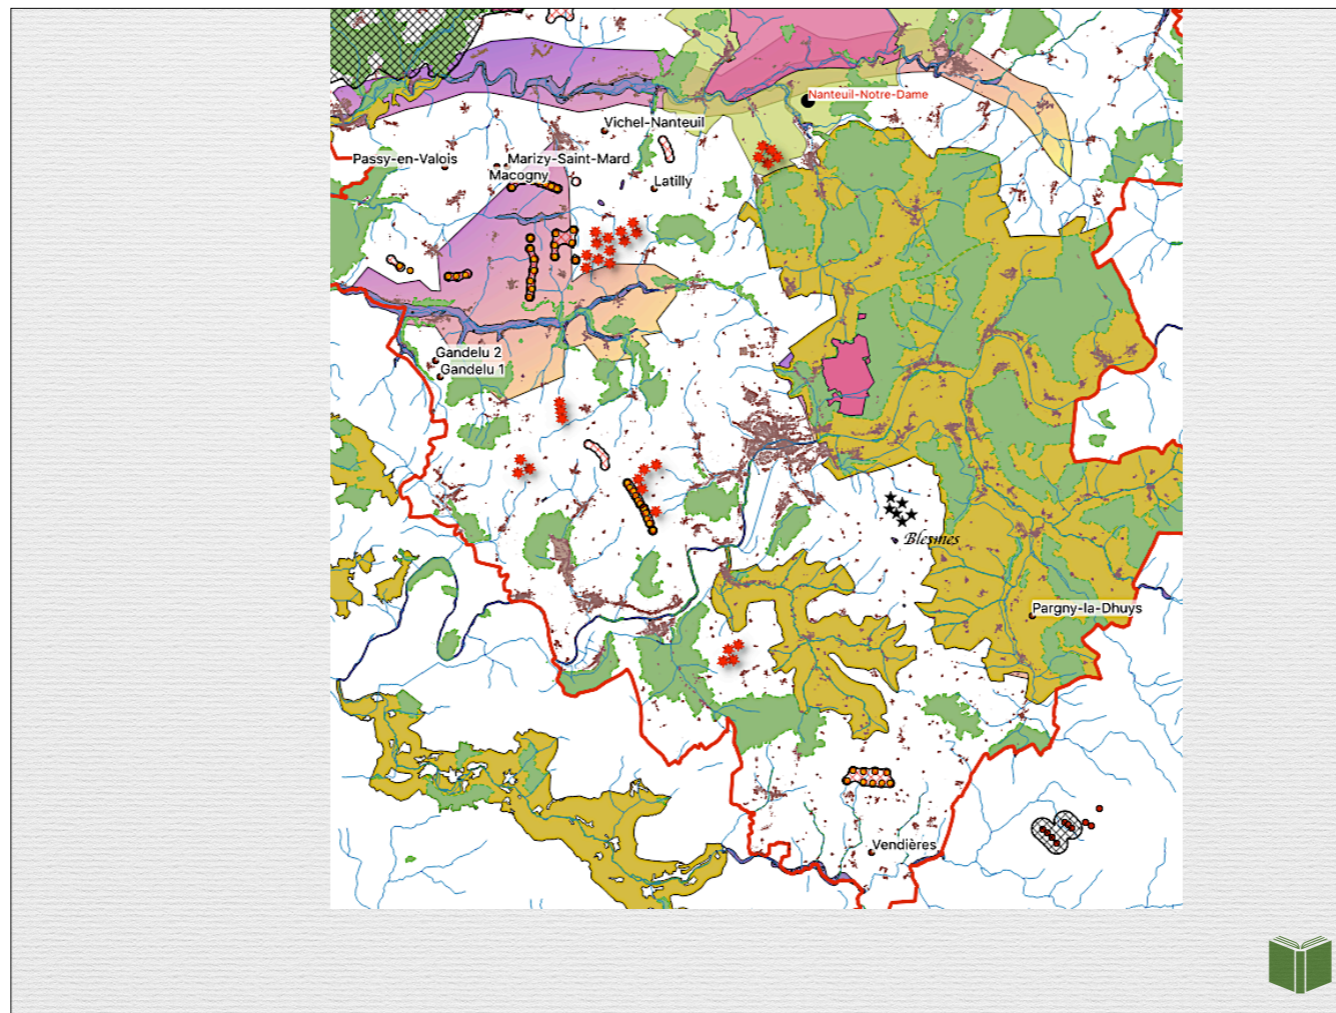 Nanteuil-Notre-Dame
Vichel-Nanteuil
Passy-en-Valois
Marizy-Saint-Mard
Macogny
Latilly
Gandelu 2
Gandelu 1
Blesmes
Pargny-la-Dhuys
Vendières